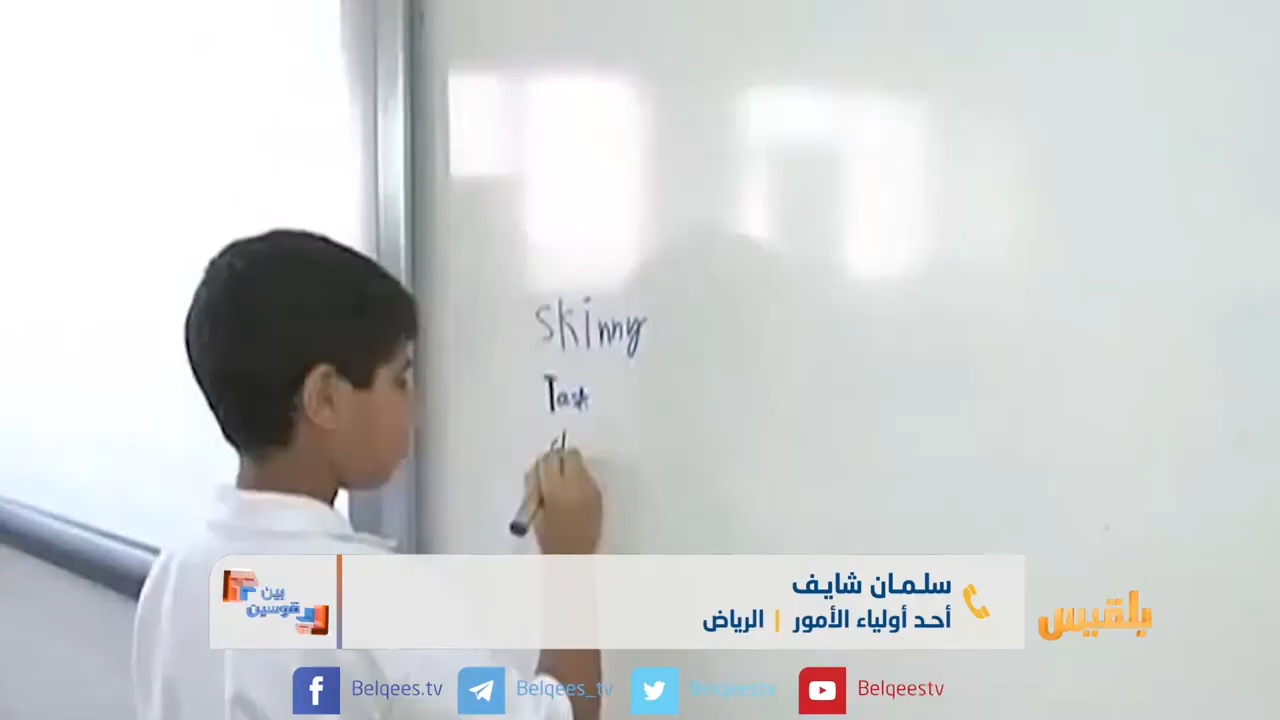 Skinny
Task
سلمان شايف
أحد أولياء الأمور | الرياض
بين قوسين
بلقيس
Belqees.tv
Belqees_tv
Belqeestv
Belqeestv